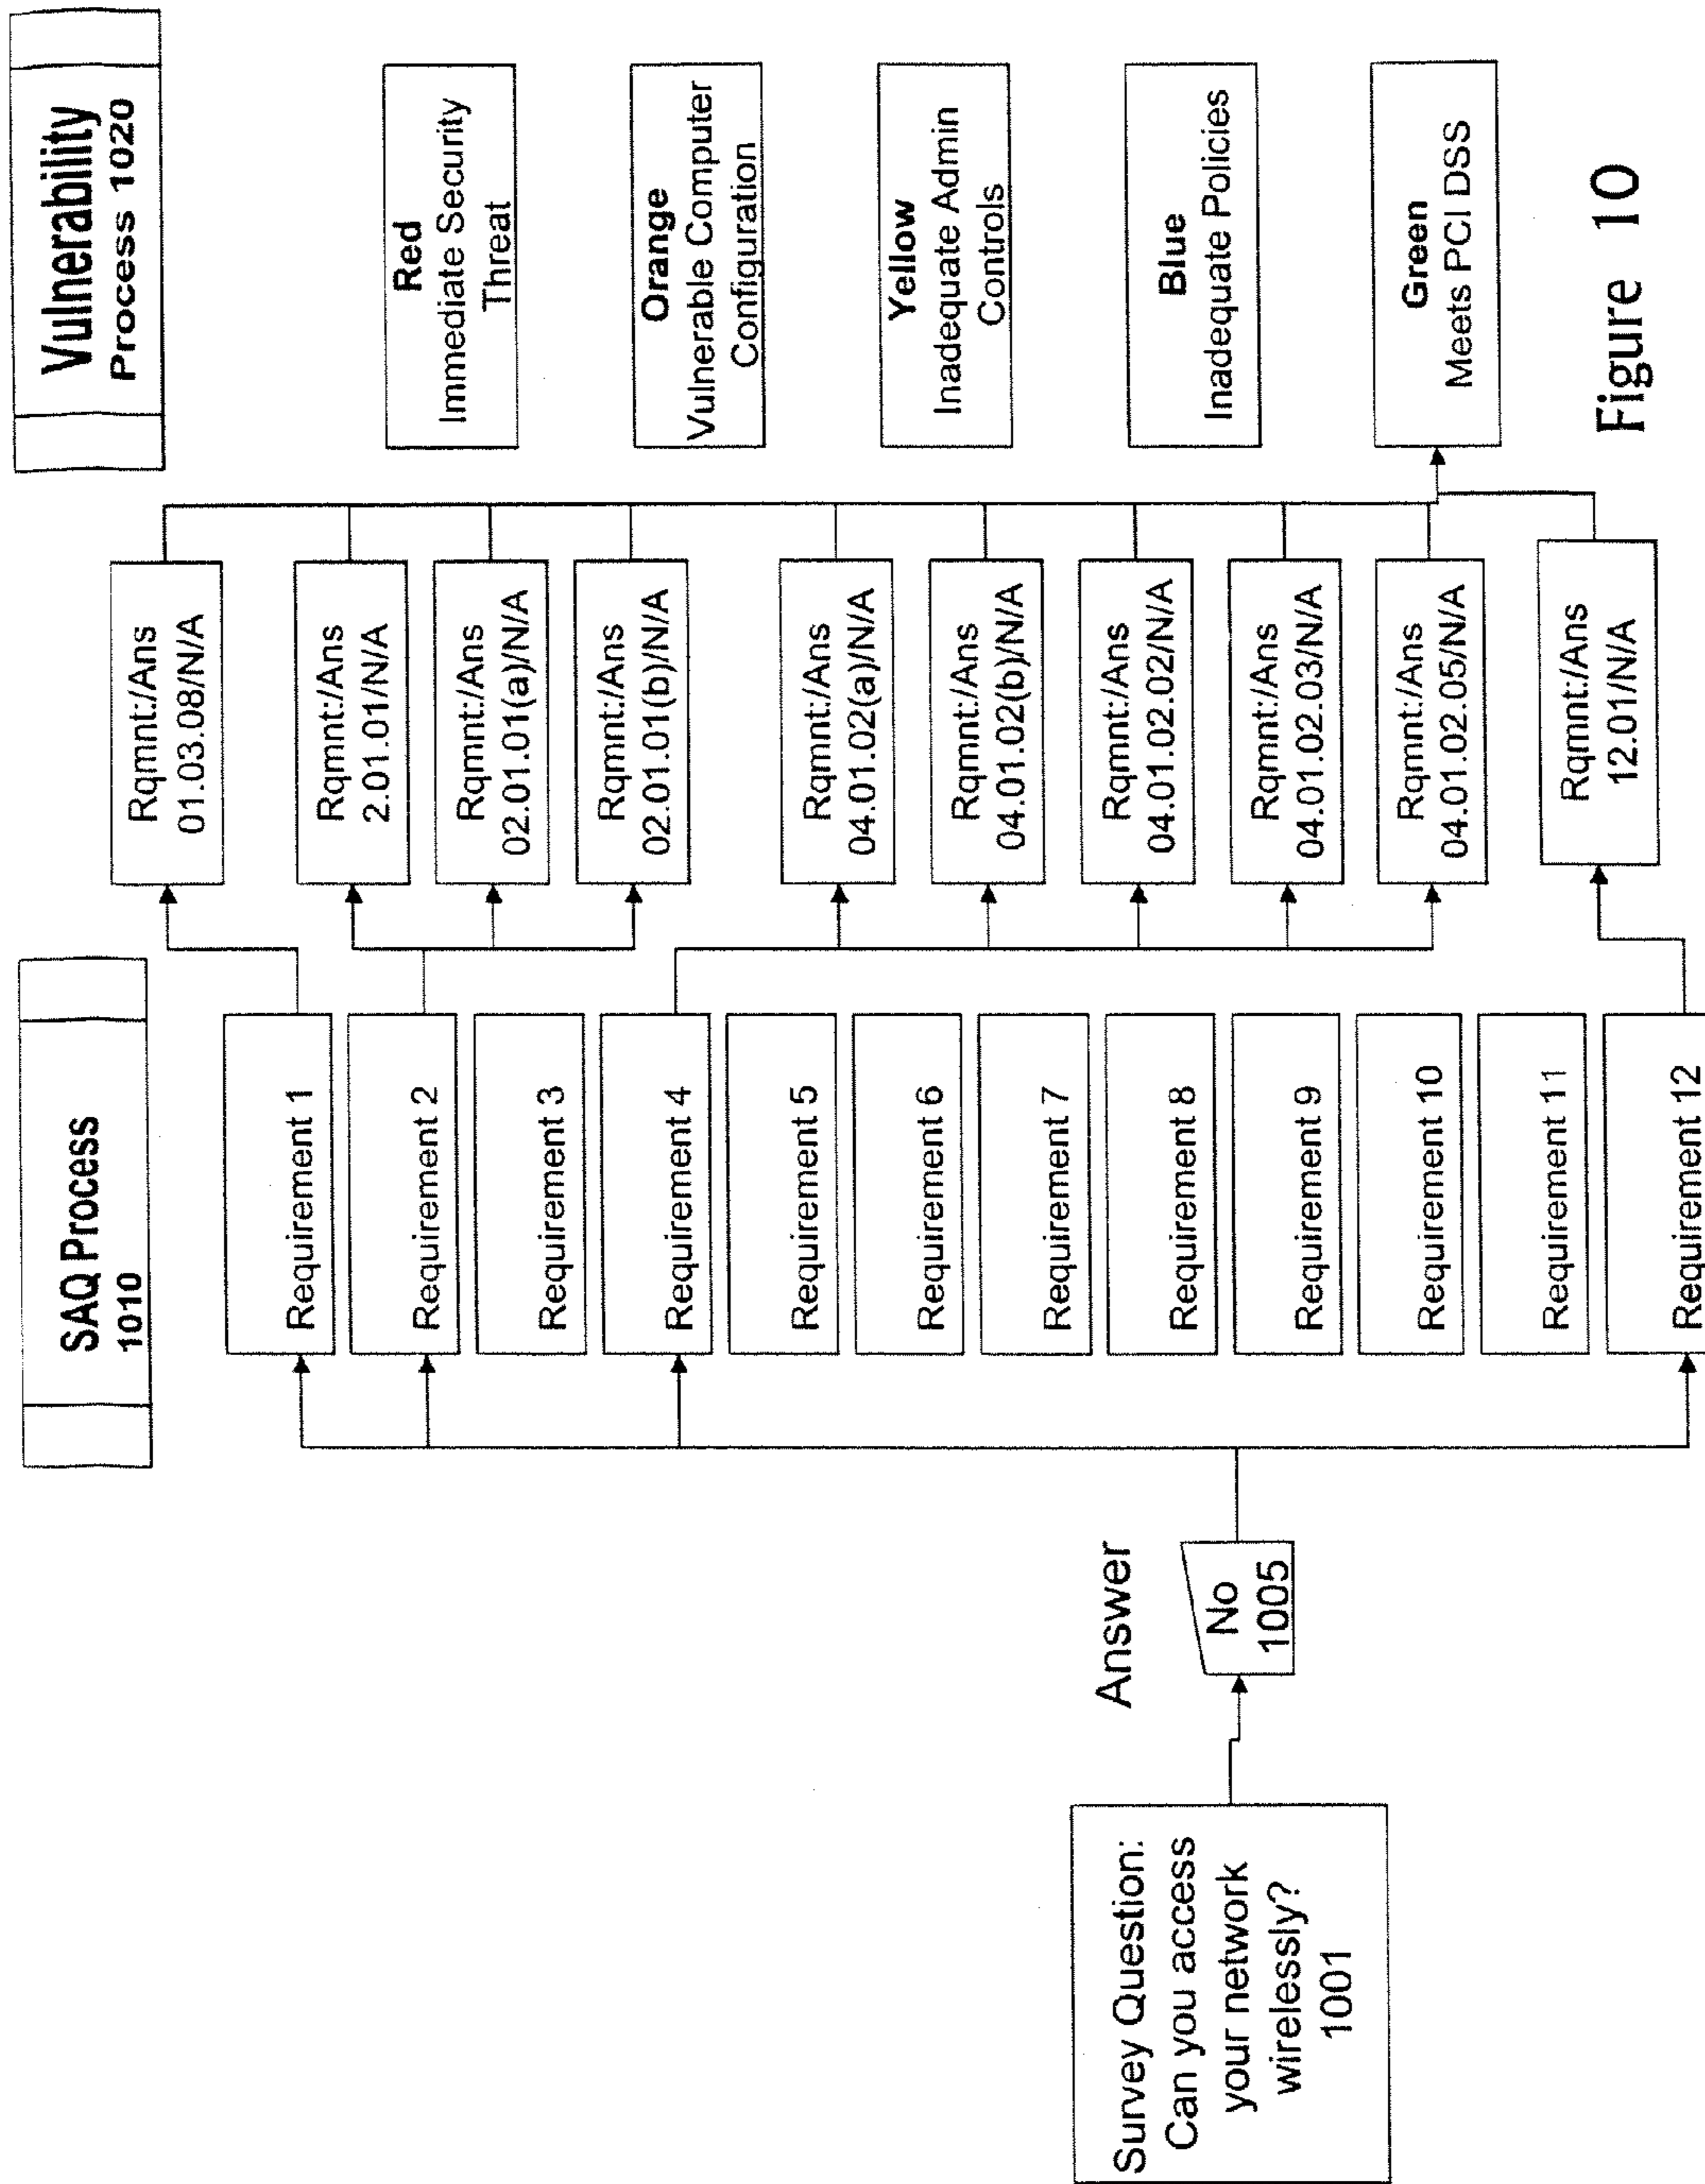 SAQ Process
1010
Vulnerability
Process 1020
Survey Question:
Can you access
your network
wirelessly?
1001
Answer
No
1005
Requirement 1
Requirement 2
Requirement 3
Requirement 4
Requirement 5
Requirement 6
Requirement 7
Requirement 8
Requirement 9
Requirement 10
Requirement 11
Requirement 12
Rqmnt:/Ans
01.03.08/N/A
Rqmnt:/Ans
2.01.01/N/A
Rqmnt:/Ans
02.01.01(a)/N/A
Rqmnt:/Ans
02.01.01(b)/N/A
Rqmnt:/Ans
04.01.02(a)/N/A
Rqmnt:/Ans
04.01.02(b)/N/A
Rqmnt:/Ans
04.01.02.02/N/A
Rqmnt:/Ans
04.01.02.03/N/A
Rqmnt:/Ans
04.01.02.05/N/A
Rqmnt:/Ans
12.01/N/A
Red
Immediate Security
Threat
Orange
Vulnerable Computer
Configuration
Yellow
Inadequate Admin
Controls
Blue
Inadequate Policies
Green
Meets PCI DSS
Figure 10